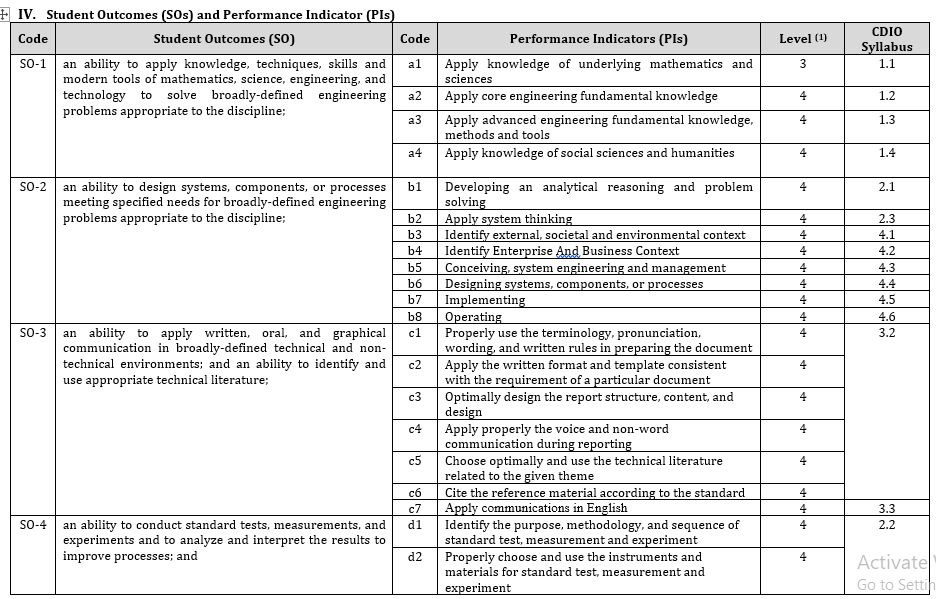 IV. Student Outcomes (SOs) and Performance Indicator (PIs)
Code Student Outcomes (SO) Code Performance Indicators (PIs) Level (1) CDIO Syllabus
SO-1 an ability to apply knowledge, techniques, skills and
modern tools of mathematics, science, engineering, and
technology to solve broadly-defined engineering
problems appropriate to the discipline;
a1 Apply knowledge of underlying mathematics and
sciences
3 1.1
a2 Apply core engineering fundamental knowledge 4 1.2
a3 Apply advanced engineering fundamental knowledge,
methods and tools
4 1.3
a4 Apply knowledge of social sciences and humanities 4 1.4
SO-2 an ability to design systems, components, or processes
meeting specified needs for broadly-defined engineering
problems appropriate to the discipline;
b1 Developing an analytical reasoning and problem
solving
4 2.1
b2 Apply system thinking 4 2.3
b3 Identify external, societal and environmental context 4 4.1
b4 Identify Enterprise And Business Context 4 4.2
b5 Conceiving, system engineering and management 4 4.3
b6 Designing systems, components, or processes 4 4.4
b7 Implementing 4 4.5
b8 Operating 4 4.6
SO-3 an ability to apply written, oral, and graphical
communication in broadly-defined technical and non-
technical environments; and an ability to identify and
use appropriate technical literature;
c1 Properly use the terminology, pronunciation,
wording, and written rules in preparing the document
4 3.2
c2 Apply the written format and template consistent
with the requirement of a particular document
4
c3 Optimally design the report structure, content, and
design
4
c4 Apply properly the voice and non-word
communication during reporting
4
c5 Choose optimally and use the technical literature
related to the given theme
4
c6 Cite the reference material according to the standard 4
c7 Apply communications in English 4 3.3
SO-4 an ability to conduct standard tests, measurements, and
experiments and to analyze and interpret the results to
improve processes; and
d1 Identify the purpose, methodology, and sequence of
standard test, measurement and experiment
4 2.2
d2 Properly choose and use the instruments and
materials for standard test, measurement and
experiment
4
Activate
Go to Settin